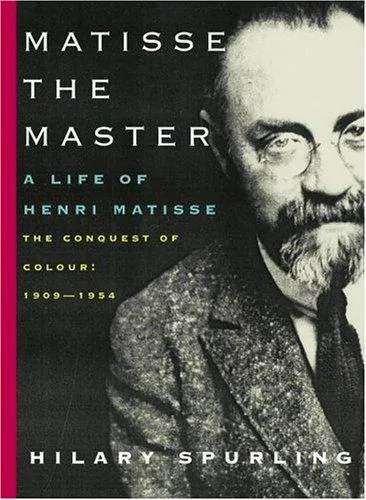 MATISSE
THE
MASTER
A LIFE OF
HENRI MATISSE
THE CONQUEST OF
COLOUR:
1909—1954
HILARY SPURLING